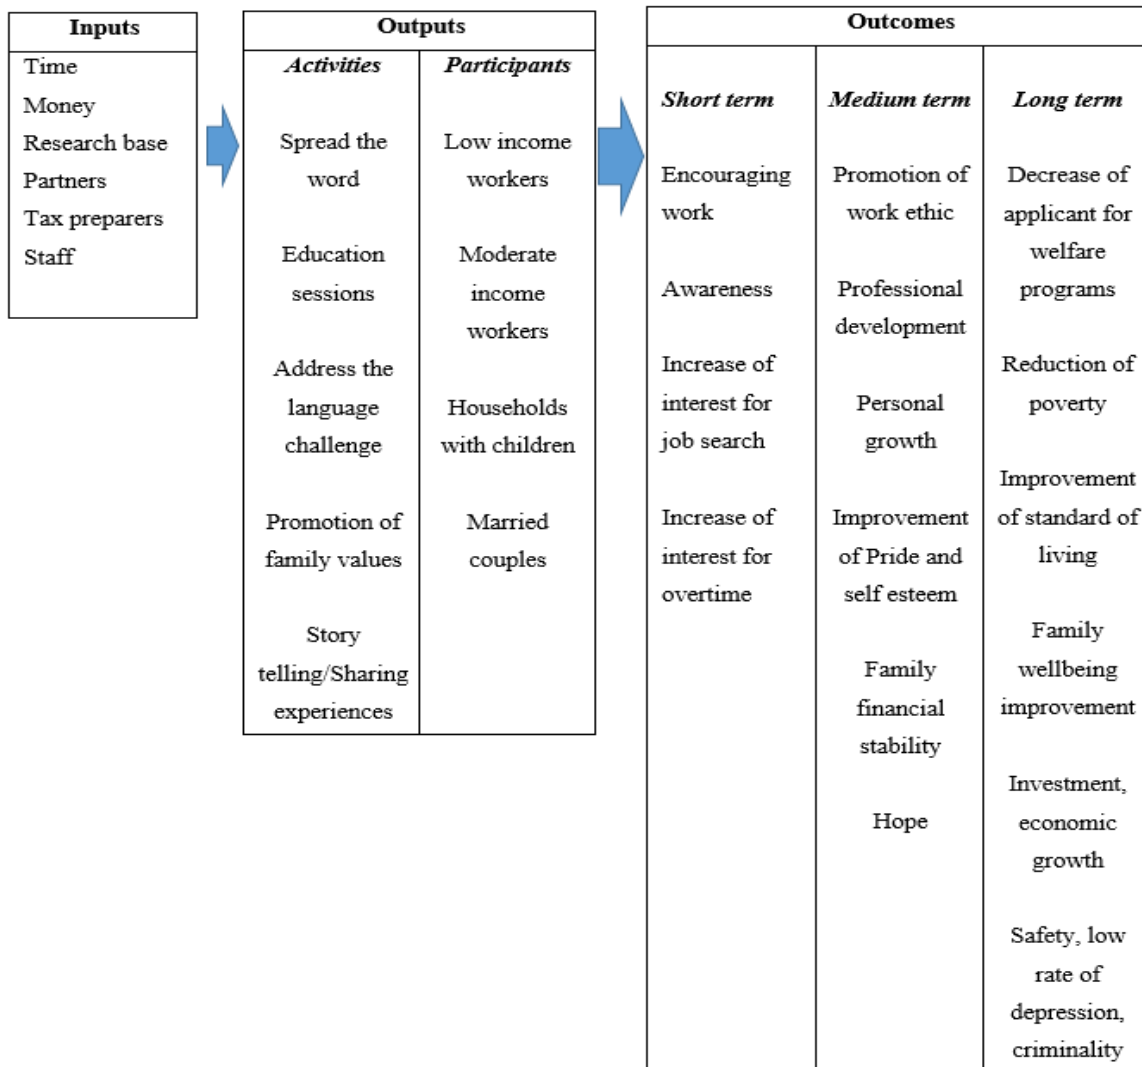 Inputs
Time
Money
Research base
Partners
Tax preparers
Staff
Outputs
Activities
Spread the
word
Education
sessions
Address the
language
challenge
Promotion of
family values
Story
telling/Sharing
experiences
Participants
Low income
workers
Moderate
income
workers
Households
with children
Married
couples
Outcomes
Short term
Encouraging
work
Awareness
Increase of
interest for
job search
Increase of
interest for
overtime
Medium term
Promotion of
work ethic
Professional
development
Personal
growth
Improvement
of Pride and
self esteem
Family
financial
stability
Hope
Long term
Decrease of
applicant for
welfare
programs
Reduction of
poverty
Improvement
of standard of
living
Family
wellbeing
improvement
Investment,
economic
growth
Safety, low
rate of
depression,
criminality